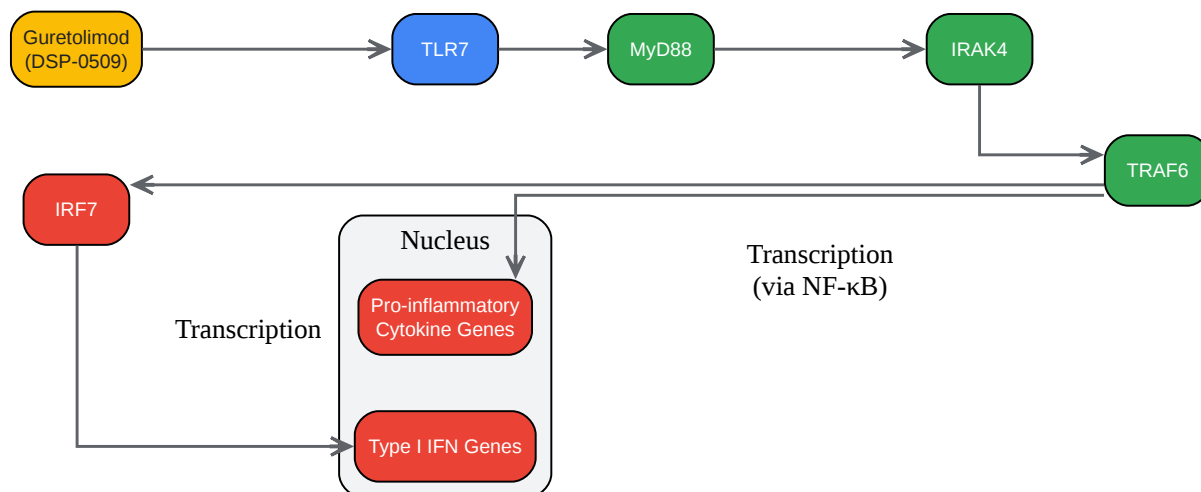 Guretolimod
(DSP-0509)
TLR7
MyD88
IRAK4
TRAF6
IRF7
Nucleus
Transcription
(via NF-κB)
Pro-inflammatory
Cytokine Genes
Transcription
Type I IFN Genes